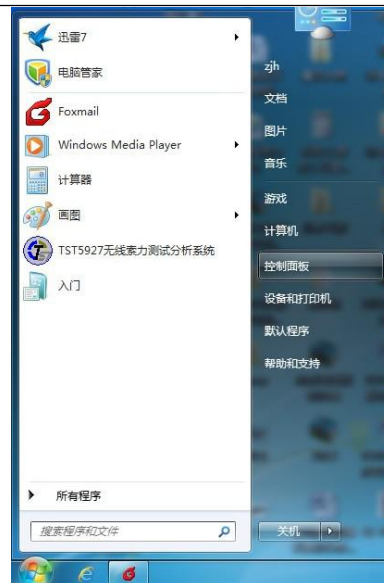 迅雷7
电脑管家
Foxmail
Windows Media Player
计算器
画图
TST5927无线索力测试分析系统
入门
所有程序
搜索程序和文件
zjh
文档
图片
音乐
游戏
计算机
控制面板
设备和打印机
默认程序
帮助和支持
关机